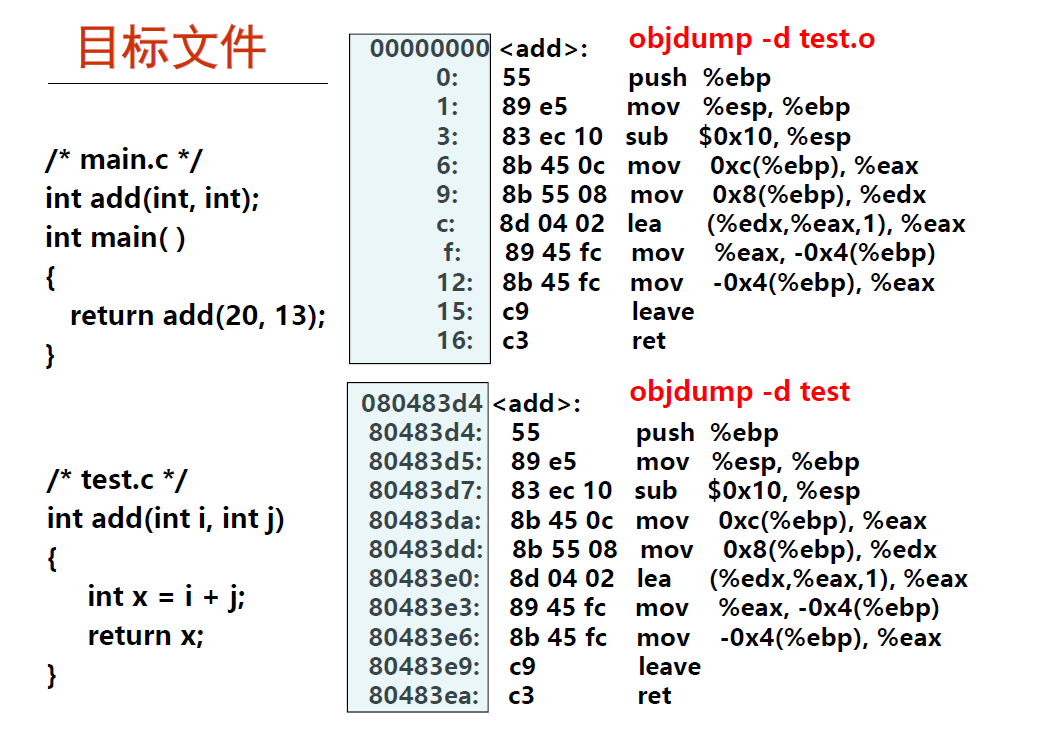 目标文件
/* main.c */
int add(int, int);
int main( )
{
return add(20, 13);
}
/* test.c */
int add(int i, int j)
{
int x = i + j;
return x;
}
objdump -d test.o
00000000 <add>:
0: 55 push %ebp
1: 89 e5 mov %esp, %ebp
3: 83 ec 10 sub $0x10, %esp
6: 8b 45 0c mov 0xc(%ebp), %eax
9: 8b 55 08 mov 0x8(%ebp), %edx
c: 8d 04 02 lea (%edx,%eax,1), %eax
f: 89 45 fc mov %eax, -0x4(%ebp)
12: 8b 45 fc mov -0x4(%ebp), %eax
15: c9 leave
16: c3 ret
objdump -d test
080483d4 <add>:
80483d4: 55 push %ebp
80483d5: 89 e5 mov %esp, %ebp
80483d7: 83 ec 10 sub $0x10, %esp
80483da: 8b 45 0c mov 0xc(%ebp), %eax
80483dd: 8b 55 08 mov 0x8(%ebp), %edx
80483e0: 8d 04 02 lea (%edx,%eax,1), %eax
80483e3: 89 45 fc mov %eax, -0x4(%ebp)
80483e6: 8b 45 fc mov -0x4(%ebp), %eax
80483e9: c9 leave
80483ea: c3 ret